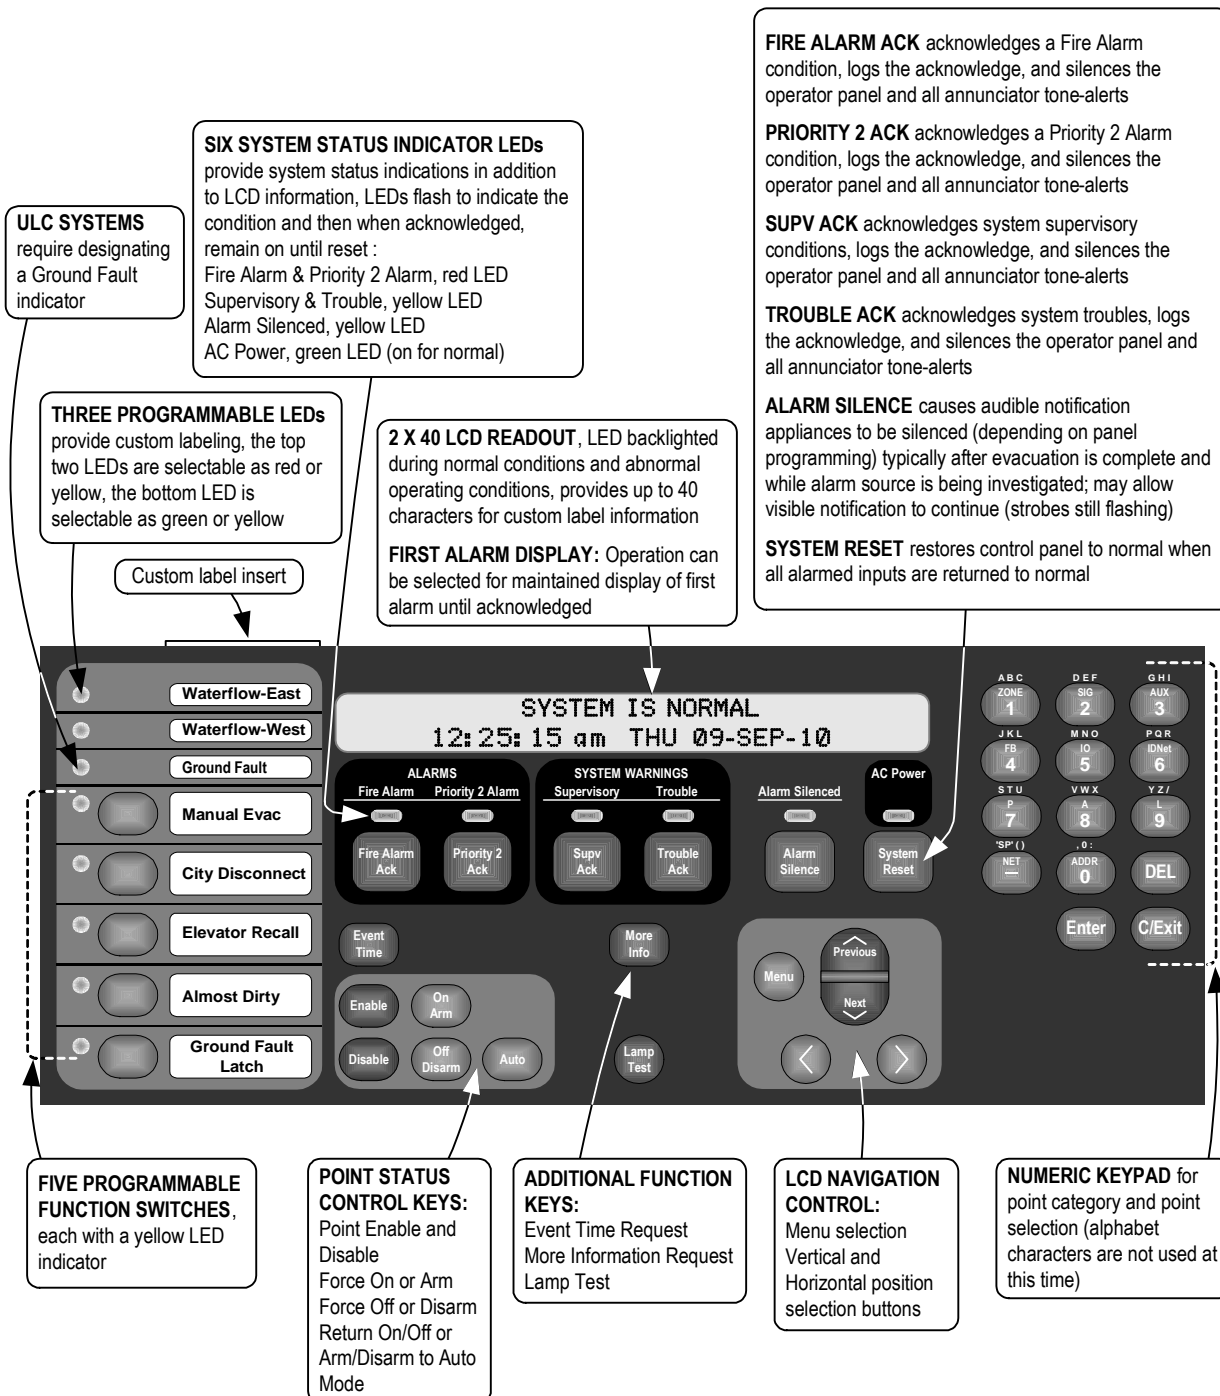 FIRE ALARM ACK acknowledges a Fire Alarm
condition, logs the acknowledge, and silences the
operator panel and all annunciator tone-alerts
PRIORITY 2 ACK acknowledges a Priority 2 Alarm
condition, logs the acknowledge, and silences the
operator panel and all annunciator tone-alerts
SUPV ACK acknowledges system supervisory
conditions, logs the acknowledge, and silences the
operator panel and all annunciator tone-alerts
TROUBLE ACK acknowledges system troubles, logs
the acknowledge, and silences the operator panel and
all annunciator tone-alerts
ALARM SILENCE causes audible notification
appliances to be silenced (depending on panel
programming) typically after evacuation is complete and
while alarm source is being investigated; may allow
visible notification to continue (strobes still flashing)
SYSTEM RESET restores control panel to normal when
all alarmed inputs are returned to normal
SIX SYSTEM STATUS INDICATOR LEDs
provide system status indications in addition
to LCD information, LEDs flash to indicate the
condition and then when acknowledged,
remain on until reset :
Fire Alarm & Priority 2 Alarm, red LED
Supervisory & Trouble, yellow LED
Alarm Silenced, yellow LED
AC Power, green LED (on for normal)
ULC SYSTEMS
require designating
a Ground Fault
indicator
THREE PROGRAMMABLE LEDs
provide custom labeling, the top
two LEDs are selectable as red or
yellow, the bottom LED is
selectable as green or yellow
2 X 40 LCD READOUT, LED backlighted
during normal conditions and abnormal
operating conditions, provides up to 40
characters for custom label information
FIRST ALARM DISPLAY: Operation can
be selected for maintained display of first
alarm until acknowledged
Custom label insert
Waterflow-East
Waterflow-West
Ground Fault
Manual Evac
City Disconnect
Elevator Recall
Almost Dirty
Ground Fault
Latch
SYSTEM IS NORMAL
12:25:15 am THU 09-SEP-10
ALARMS
Fire Alarm Priority 2 Alarm
SYSTEM WARNINGS
Supervisory Trouble
Alarm Silenced
AC Power
Fire Alarm
Ack
Priority 2
Ack
Supv
Ack
Trouble
Ack
Alarm
Silence
System
Reset
Event
Time
More
Info
Enable
On
Arm
Disable
Off
Disarm
Auto
Lamp
Test
Menu
Previous
Next
A B C
ZONE
1
D E F
SIG
2
G H I
AUX
3
J K L
FB
4
M N O
IO
5
P Q R
IDNet
6
S T U
P
7
V W X
A
8
Y Z /
L
9
'SP' ( )
NET
–
, 0 :
ADDR
0
DEL
Enter
C/Exit
FIVE PROGRAMMABLE
FUNCTION SWITCHES,
each with a yellow LED
indicator
POINT STATUS
CONTROL KEYS:
Point Enable and
Disable
Force On or Arm
Force Off or Disarm
Return On/Off or
Arm/Disarm to Auto
Mode
ADDITIONAL FUNCTION
KEYS:
Event Time Request
More Information Request
Lamp Test
LCD NAVIGATION
CONTROL:
Menu selection
Vertical and
Horizontal position
selection buttons
NUMERIC KEYPAD for
point category and point
selection (alphabet
characters are not used at
this time)